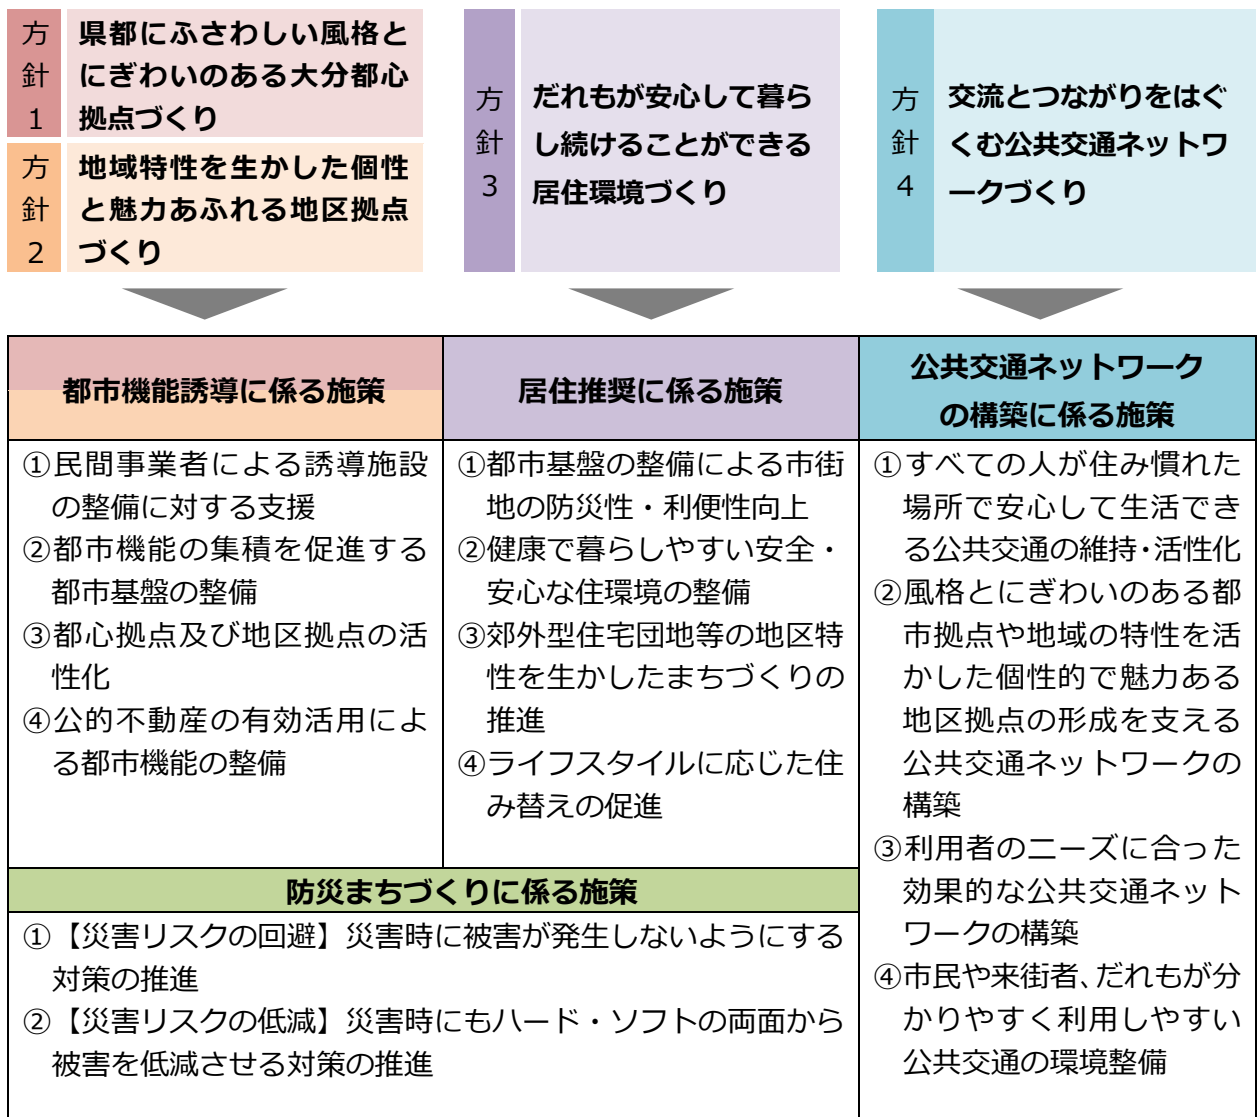 方針1
県都にふさわしい風格と
にぎわいのある大分都心
拠点づくり
方針2
地域特性を生かした個性
と魅力あふれる地区拠点
づくり
方針3
だれもが安心して暮ら
し続けることができる
居住環境づくり
方針4
交流とつながりをはぐ
くむ公共交通ネットワ
ークづくり
都市機能誘導に係る施策
①民間事業者による誘導施設
の整備に対する支援
②都市機能の集積を促進する
都市基盤の整備
③都心拠点及び地区拠点の活
性化
④公的不動産の有効活用によ
る都市機能の整備
居住推奨に係る施策
①都市基盤の整備による市街
地の防災性・利便性向上
②健康で暮らしやすい安全・
安心な住環境の整備
③郊外型住宅団地等の地区特
性を生かしたまちづくりの
推進
④ライフスタイルに応じた住
み替えの促進
公共交通ネットワーク
の構築に係る施策
①すべての人が住み慣れた
場所で安心して生活でき
る公共交通の維持・活性化
②風格とにぎわいのある都
市拠点や地域の特性を活
かした個性的で魅力ある
地区拠点の形成を支える
公共交通ネットワークの
構築
③利用者のニーズに合った
効果的な公共交通ネット
ワークの構築
④市民や来街者、だれもが分
かりやすく利用しやすい
公共交通の環境整備
防災まちづくりに係る施策
①【災害リスクの回避】災害時に被害が発生しないようにする
対策の推進
②【災害リスクの低減】災害時にもハード・ソフトの両面から
被害を低減させる対策の推進